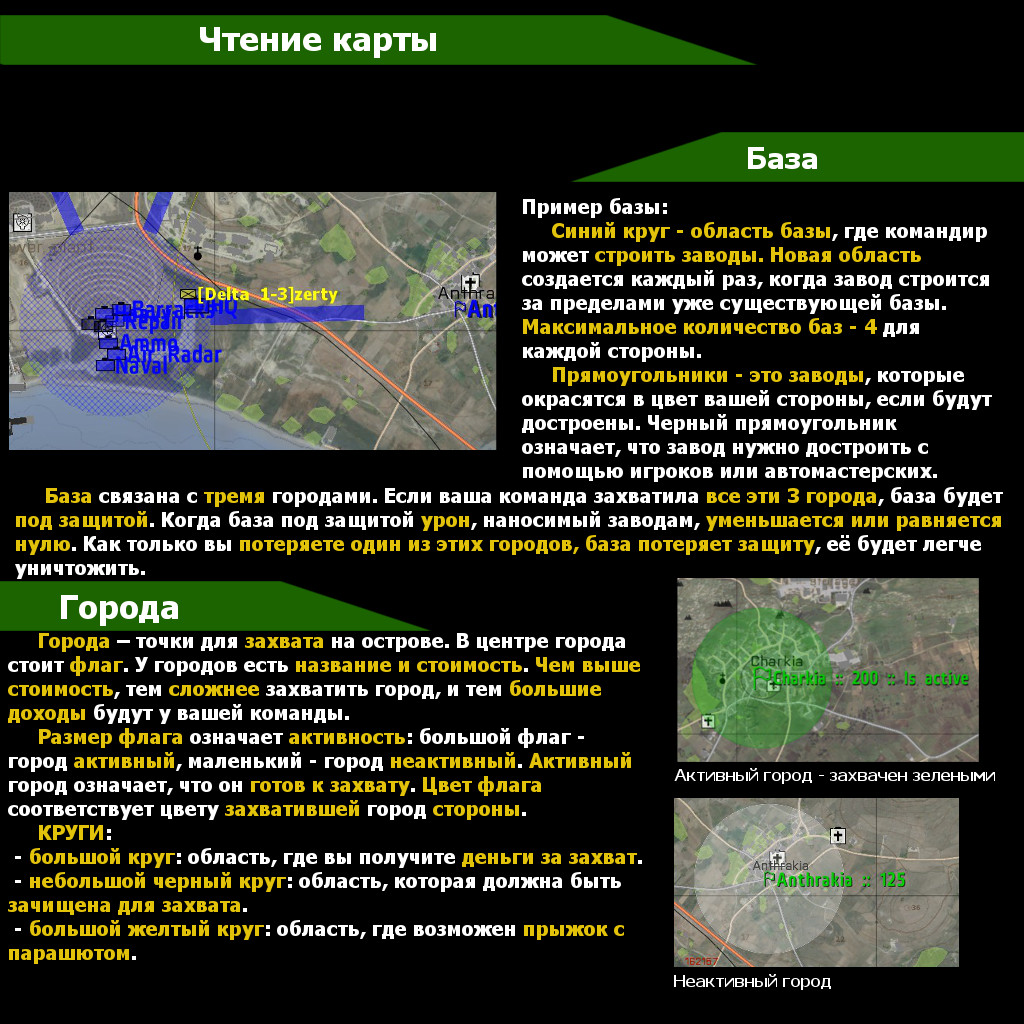 Чтение карты
База
[Delta 1-3]zerty
Barracks
HQ
Repair
Ammo
Air Radar
Naval
Anthra
Ant
Пример базы:
Синий круг - область базы, где командир
может строить заводы. Новая область
создается каждый раз, когда завод строится
за пределами уже существующей базы.
Максимальное количество баз - 4 для
каждой стороны.
Прямоугольники - это заводы, которые
окрасятся в цвет вашей стороны, если будут
достроены. Черный прямоугольник
означает, что завод нужно достроить с
помощью игроков или автомастерских.
База связана с тремя городами. Если ваша команда захватила все эти 3 города, база будет
под защитой. Когда база под защитой урон, наносимый заводам, уменьшается или равняется
нулю. Как только вы потеряете один из этих городов, база потеряет защиту, её будет легче
уничтожить.
Города
Города – точки для захвата на острове. В центре города
стоит флаг. У городов есть название и стоимость. Чем выше
стоимость, тем сложнее захватить город, и тем большие
доходы будут у вашей команды.
Размер флага означает активность: большой флаг -
город активный, маленький - город неактивный. Активный
город означает, что он готов к захвату. Цвет флага
соответствует цвету захватившей город стороны.
КРУГИ:
- большой круг: область, где вы получите деньги за захват.
- небольшой черный круг: область, которая должна быть
зачищена для захвата.
- большой желтый круг: область, где возможен прыжок с
парашютом.
Charkia
Charkia :: 200 :: Is active
Активный город - захвачен зелеными
Anthrakia
Anthrakia :: 125
162167
Неактивный город